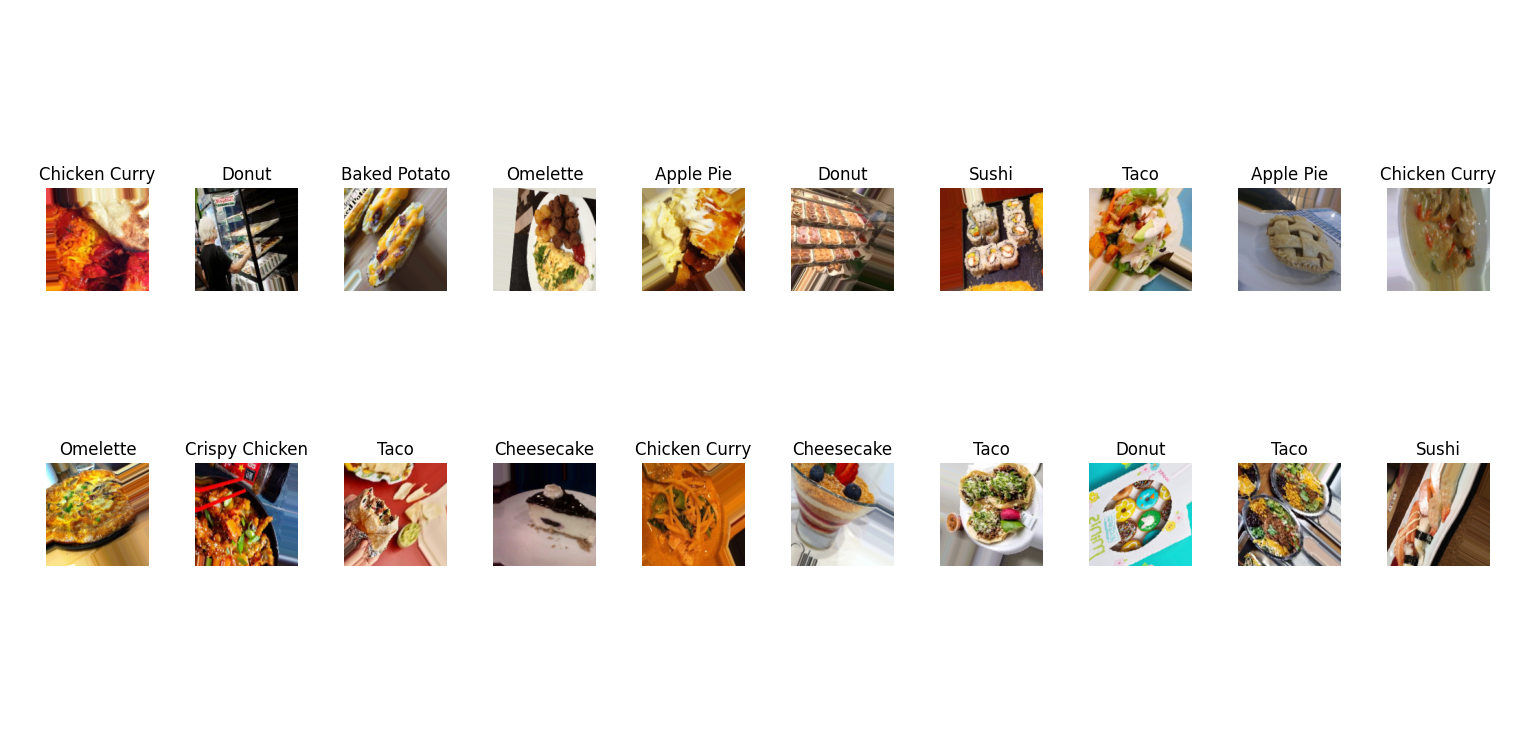 Chicken Curry
Donut
Baked Potato
Omelette
Apple Pie
Donut
Sushi
Taco
Apple Pie
Chicken Curry
Omelette
Crispy Chicken
Taco
Cheesecake
Chicken Curry
Cheesecake
Taco
Donut
Taco
Sushi